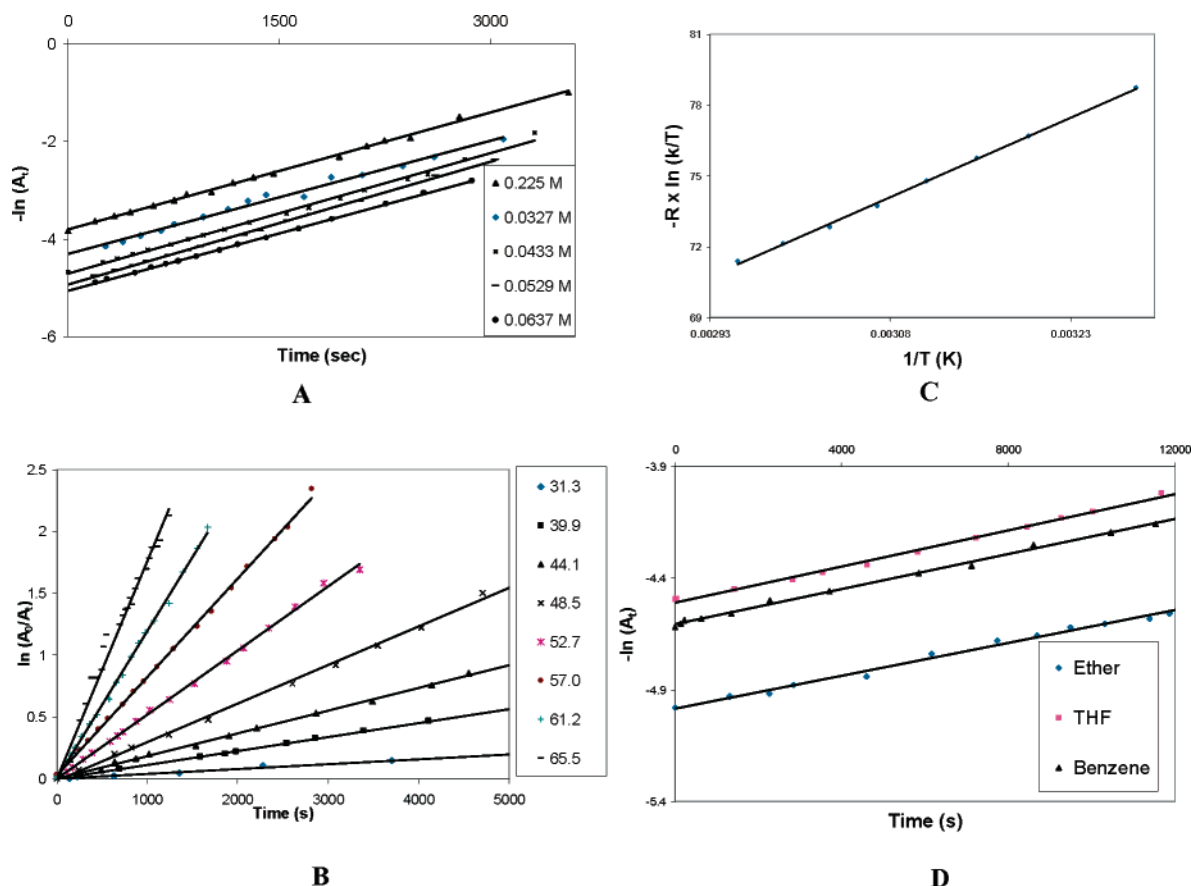 0 1500 3000
0
-2
-4
-6
-ln (Aₜ)
0.225 M
0.0327 M
0.0433 M
0.0529 M
0.0637 M
Time (sec)
A
81
78
75
72
69
-R x ln (k/T)
0.00293 0.00308 0.00323
1/T (K)
C
2.5
2
1.5
1
0.5
0
0 1000 2000 3000 4000 5000
Time (s)
31.3
39.9
44.1
48.5
52.7
57.0
61.2
65.5
B
0 4000 8000 12000
-3.9
-4.4
-4.9
-5.4
-ln (Aₜ)
Ether
THF
Benzene
Time (s)
D